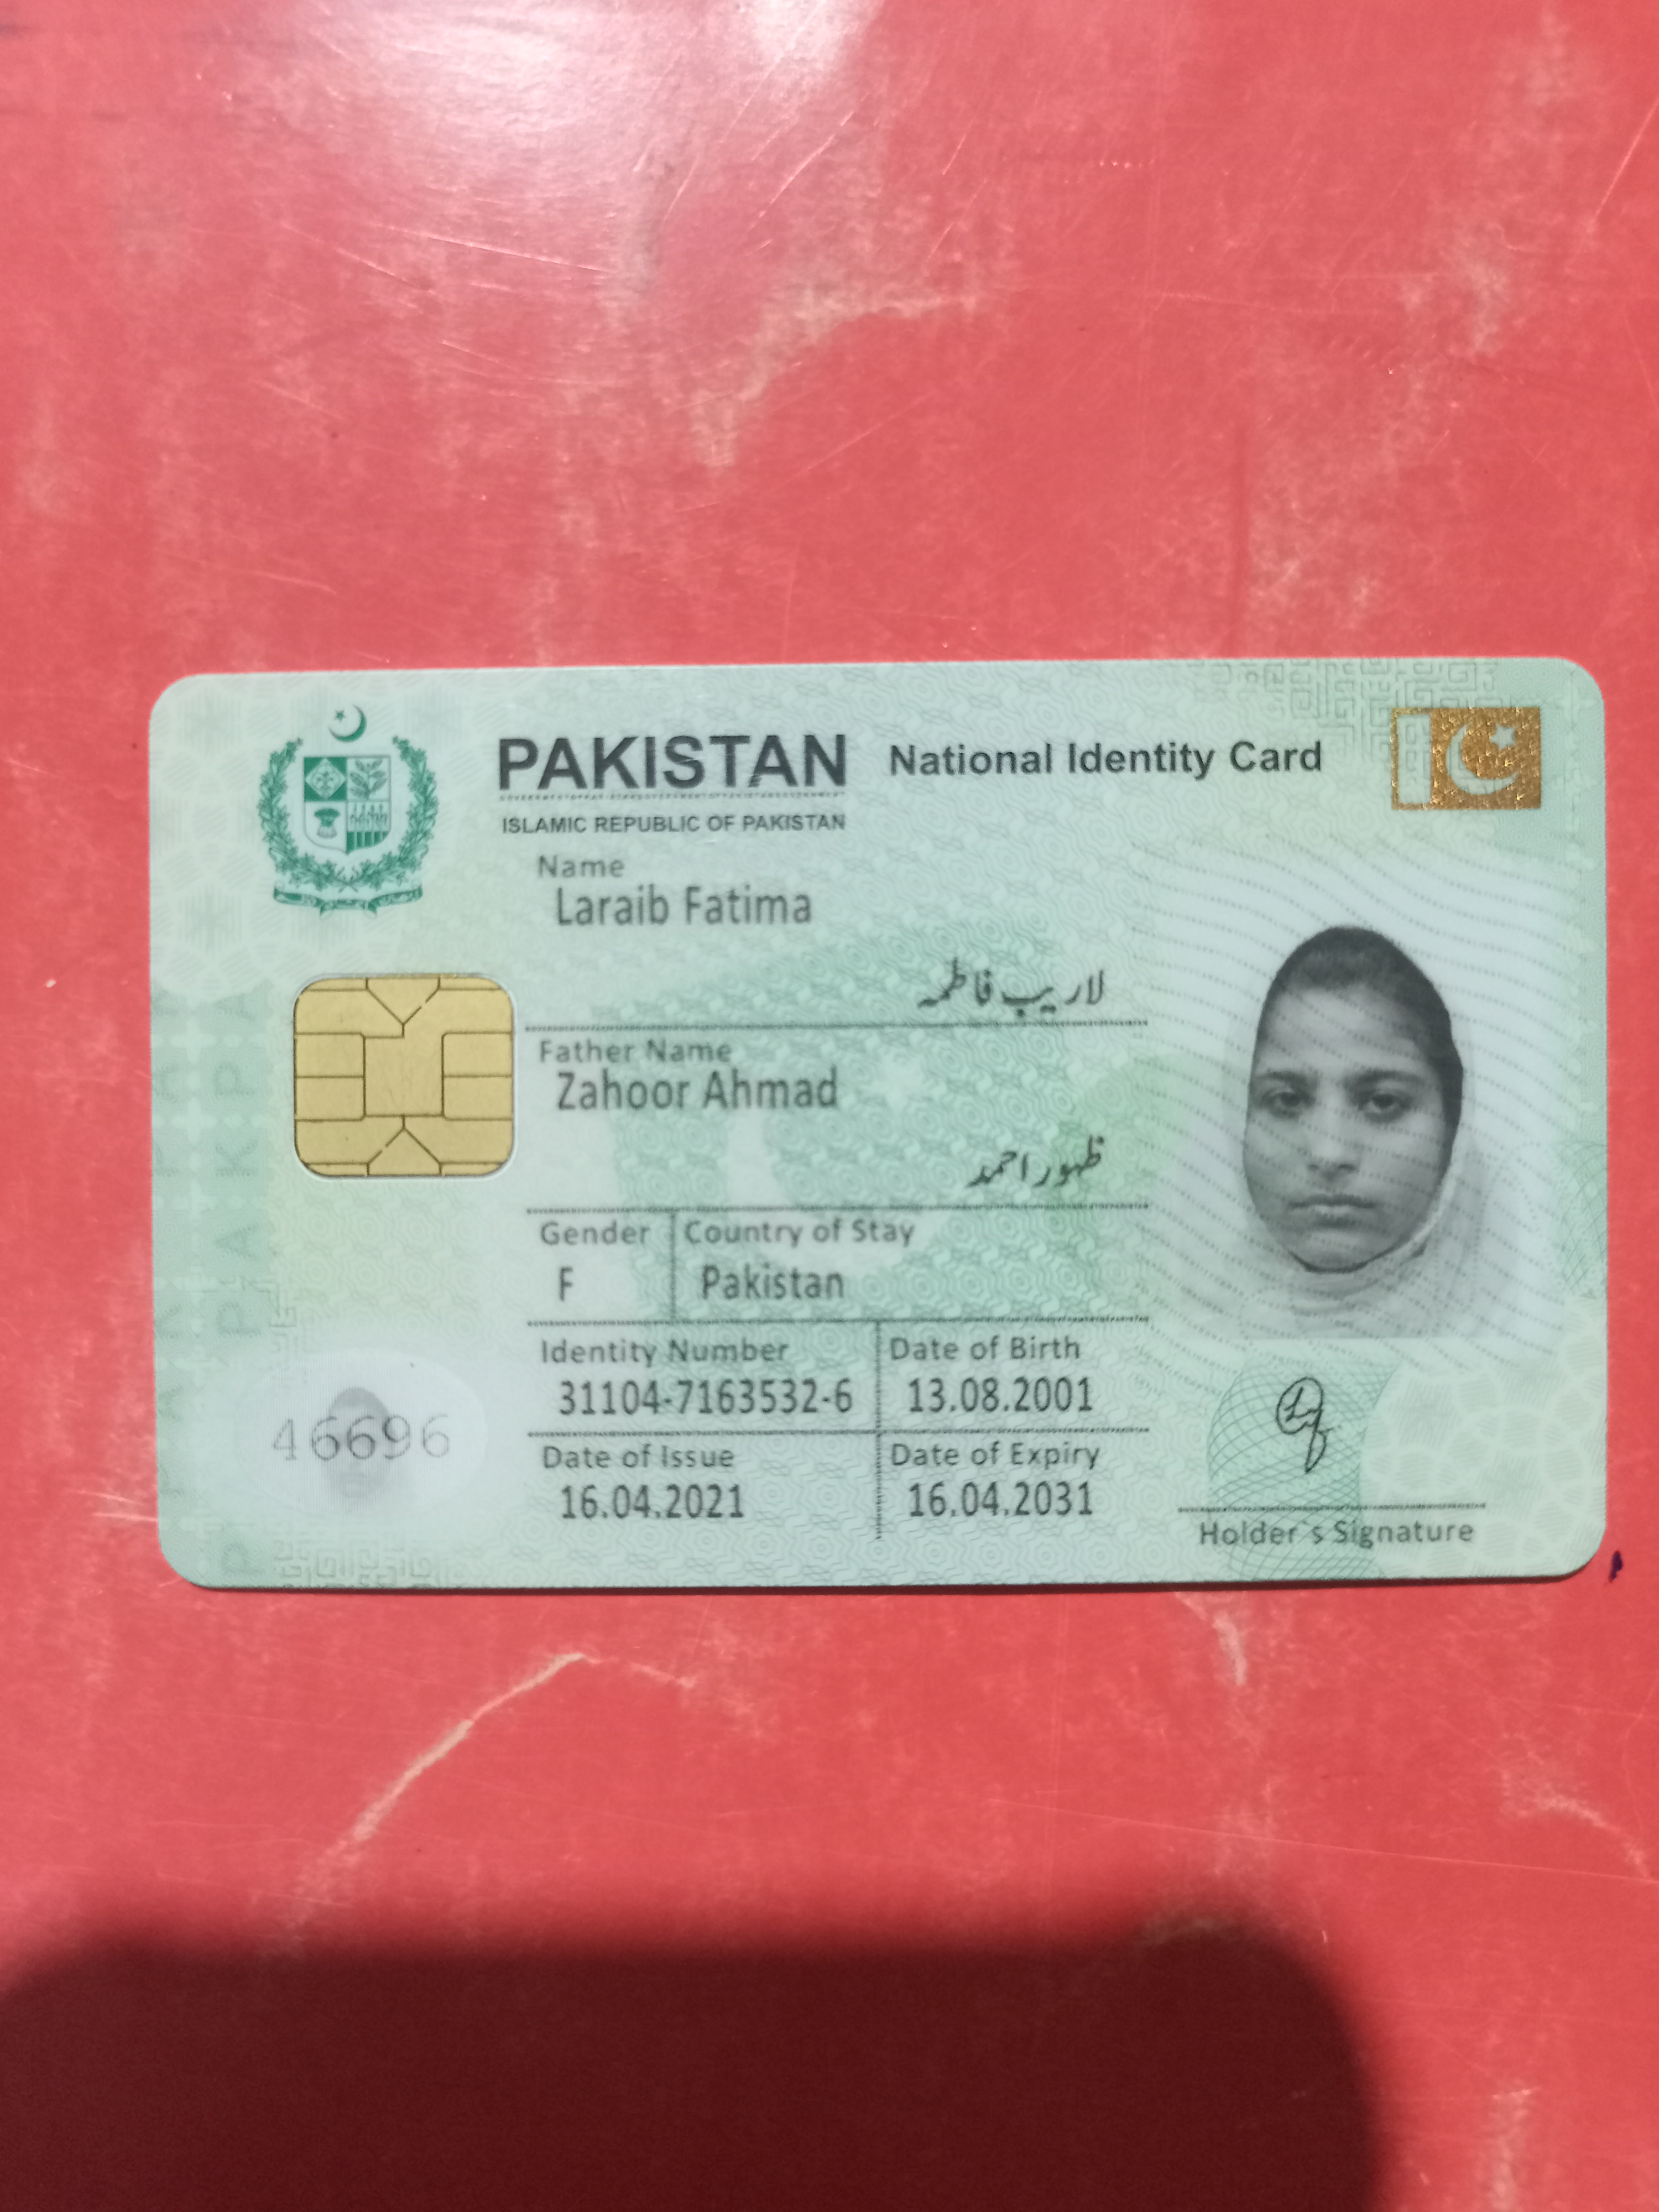 PAKISTAN National Identity Card
ISLAMIC REPUBLIC OF PAKISTAN
Name
Laraib Fatima
لاریب فاطمہ
Father Name
Zahoor Ahmad
ظہور احمد
Gender Country of Stay
F Pakistan
Identity Number Date of Birth
31104-7163532-6 13.08.2001
46696
Date of Issue Date of Expiry
16.04.2021 16.04.2031
Holder`s Signature